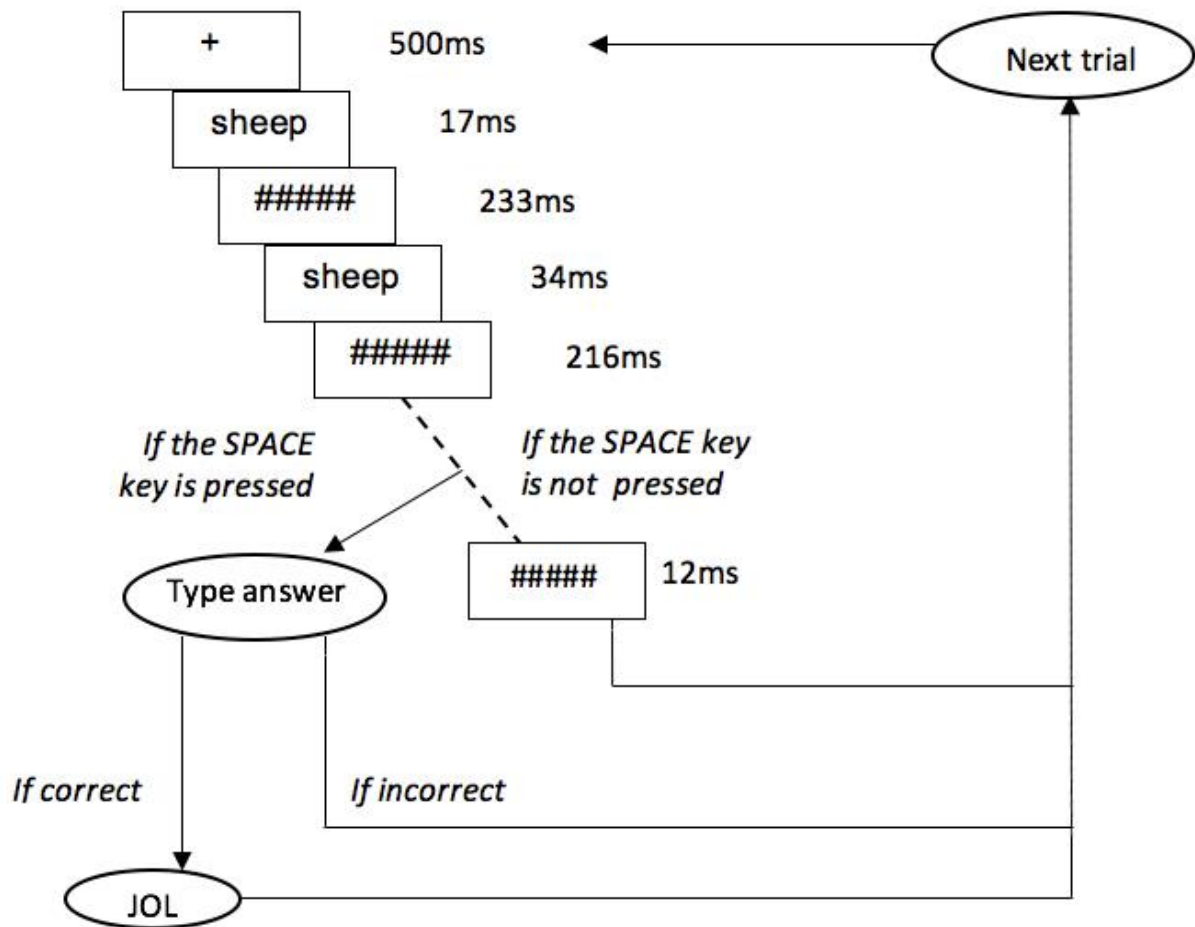 + 500ms
Next trial
sheep 17ms
##### 233ms
sheep 34ms
##### 216ms
If the SPACE
key is pressed
If the SPACE key
is not pressed
##### 12ms
Type answer
If correct
If incorrect
JOL